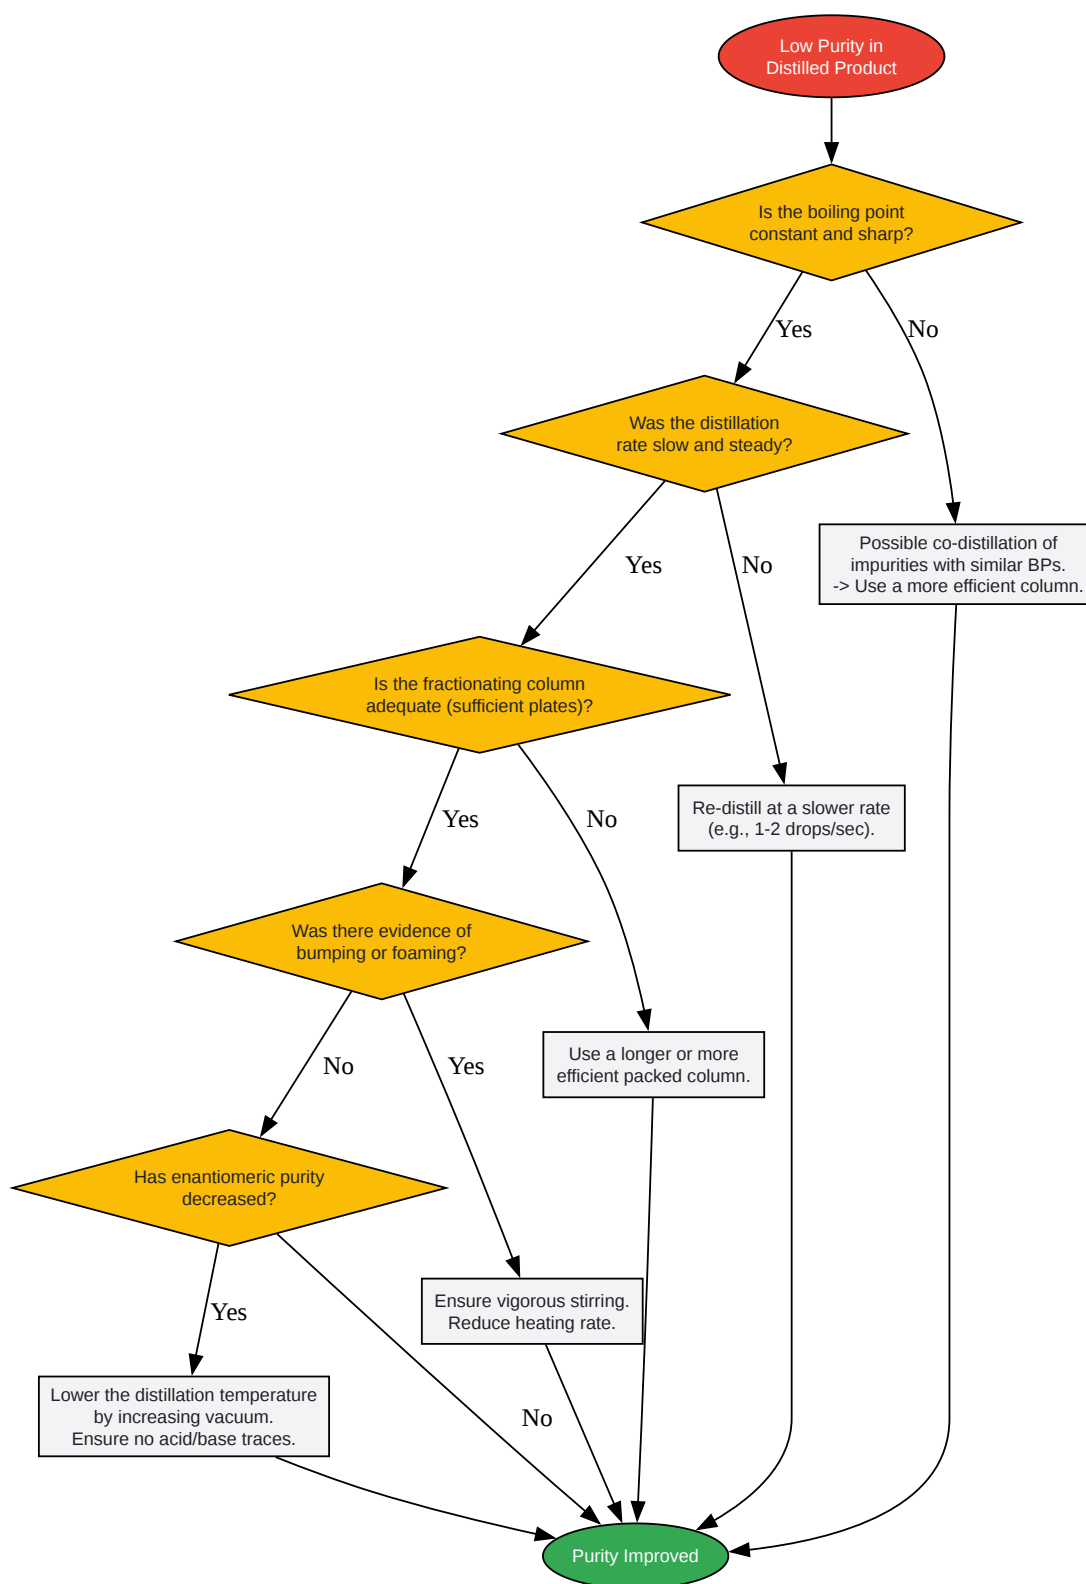 Low Purity in
Distilled Product
Is the boiling point
constant and sharp?
Yes
No
Was the distillation
rate slow and steady?
Yes
No
Possible co-distillation of
impurities with similar BPs.
-> Use a more efficient column.
Is the fractionating column
adequate (sufficient plates)?
Yes
No
Re-distill at a slower rate
(e.g., 1-2 drops/sec).
Was there evidence of
bumping or foaming?
No
Yes
Use a longer or more
efficient packed column.
Has enantiomeric purity
decreased?
Yes
No
Ensure vigorous stirring.
Reduce heating rate.
Lower the distillation temperature
by increasing vacuum.
Ensure no acid/base traces.
Purity Improved